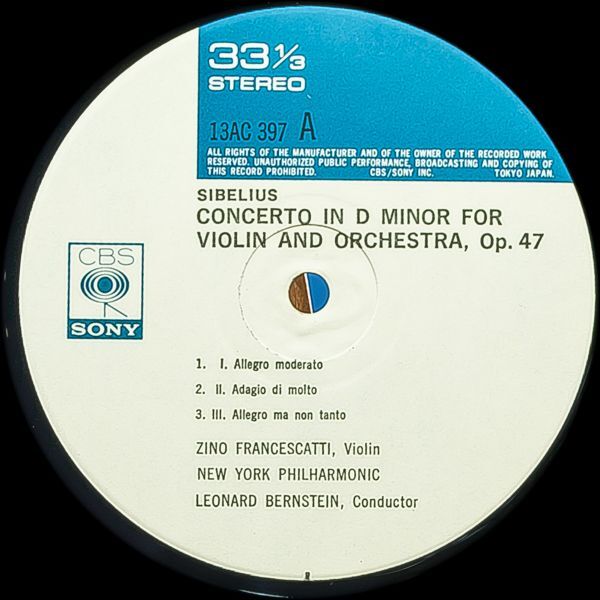 33 1/3
STEREO
13AC 397 A
ALL RIGHTS OF THE MANUFACTURER AND OF THE OWNER OF THE RECORDED WORK
RESERVED. UNAUTHORIZED PUBLIC PERFORMANCE, BROADCASTING AND COPYING OF
THIS RECORD PROHIBITED. CBS/SONY INC. TOKYO JAPAN.
SIBELIUS
CONCERTO IN D MINOR FOR
VIOLIN AND ORCHESTRA, Op. 47
CBS
SONY
1. I. Allegro moderato
2. II. Adagio di molto
3. III. Allegro ma non tanto
ZINO FRANCESCATTI, Violin
NEW YORK PHILHARMONIC
LEONARD BERNSTEIN, Conductor